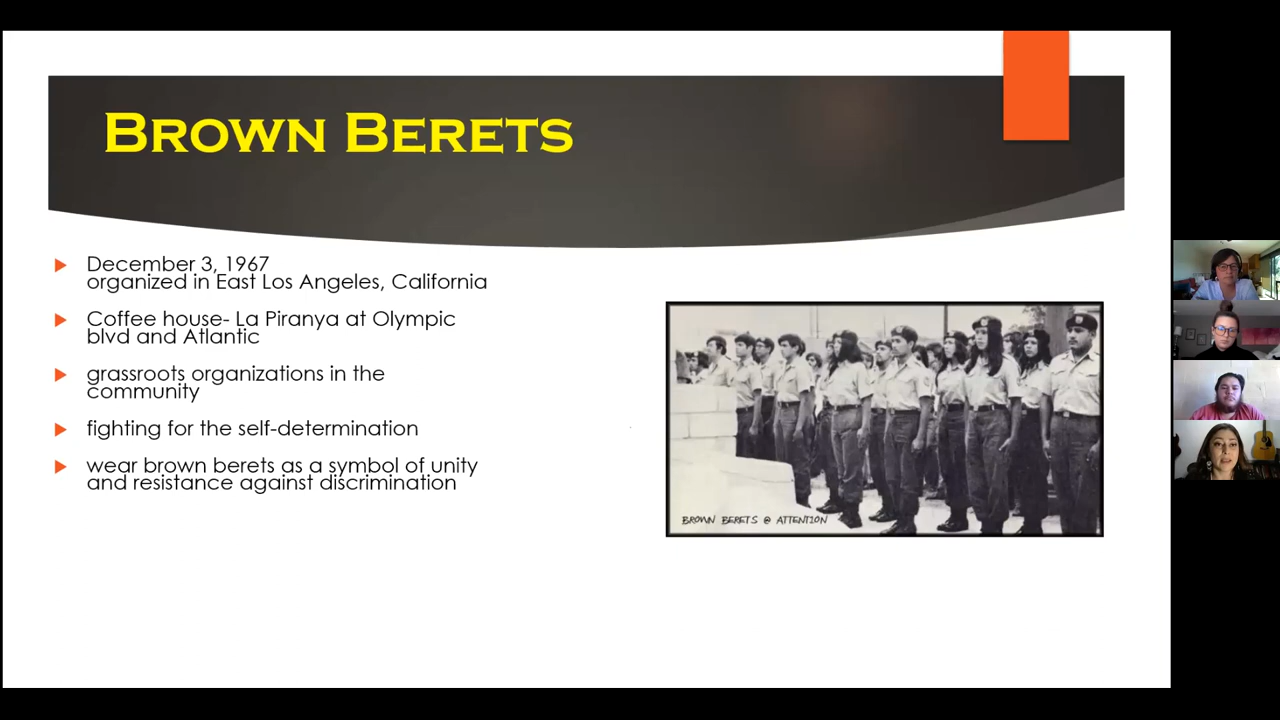 BROWN BERETS
December 3, 1967
organized in East Los Angeles, California
Coffee house- La Piranya at Olympic
blvd and Atlantic
grassroots organizations in the
community
fighting for the self-determination
wear brown berets as a symbol of unity
and resistance against discrimination
BROWN BERETS @ ATTENTION